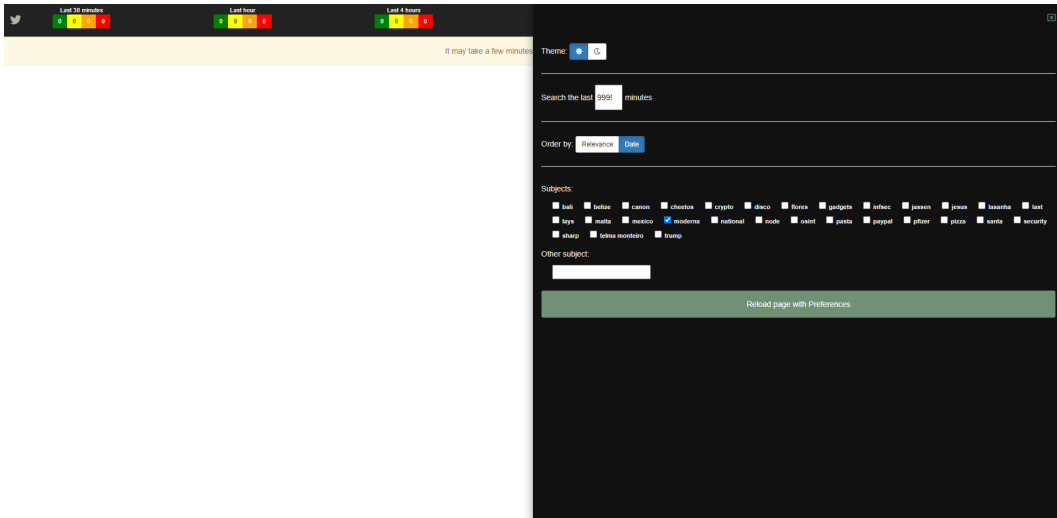 Last 30 minutes
0 0 0 0
Last hour
0 0 0 0
Last 4 hours
0 0 0 0
It may take a few minutes
Theme:
Search the last 999 minutes
Order by: Relevance Date
Subjects:
bali belize canon cheetos crypto disco flores gadgets infsec jassen jesus lasanha last
lays malta mexico moderna national node osint pasta paypal pfizer pizza santa security
sharp telma monteiro trump
Other subject:
Reload page with Preferences